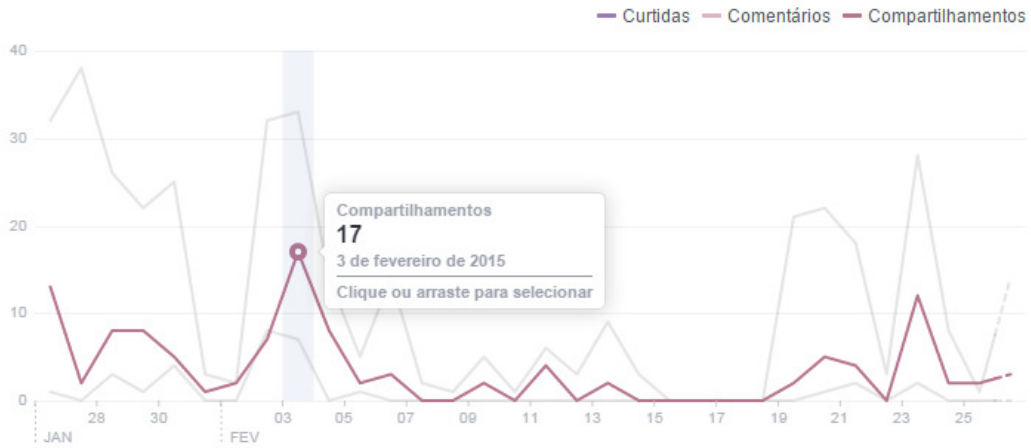 Curtidas Comentários Compartilhamentos
40
30
20
10
0
Compartilhamentos
17
3 de fevereiro de 2015
Clique ou arraste para selecionar
28 30 03 05 07 09 11 13 15 17 19 21 23 25
JAN FEV